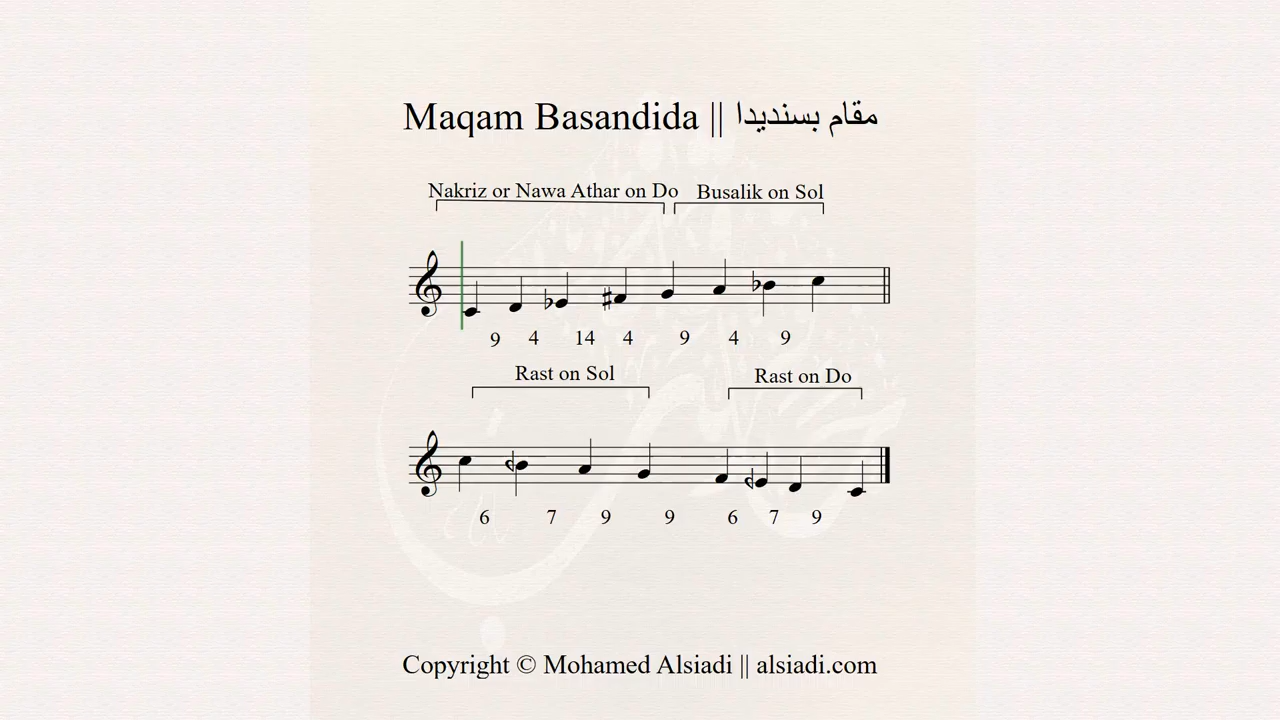 Maqam Basandida || مقام بسنديدا
Nakriz or Nawa Athar on Do Busalik on Sol
9 4 14 4 9 4 9
Rast on Sol Rast on Do
6 7 9 9 6 7 9
Copyright © Mohamed Alsiadi || alsiadi.com